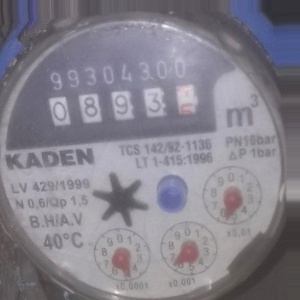 99304300
0893
m³
KADEN
TCS 142/92-1136
PN16bar
LT 1-415:1996
ΔP 1bar
LV 429/1999
N 0,6/Qp 1,5
B.H/A.V
40°C
x0,01
x0,0001
x0,001